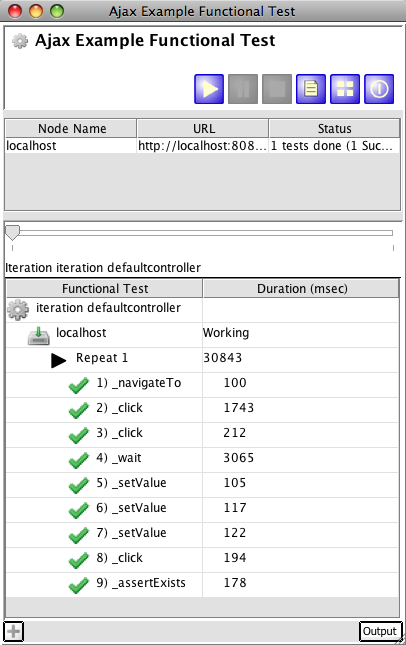 Ajax Example Functional Test
Ajax Example Functional Test
Node Name URL Status
localhost http://localhost:808... 1 tests done (1 Suc...
Iteration iteration defaultcontroller
Functional Test Duration (msec)
iteration defaultcontroller
localhost Working
Repeat 1 30843
1) _navigateTo 100
2) _click 1743
3) _click 212
4) _wait 3065
5) _setValue 105
6) _setValue 117
7) _setValue 122
8) _click 194
9) _assertExists 178
Output